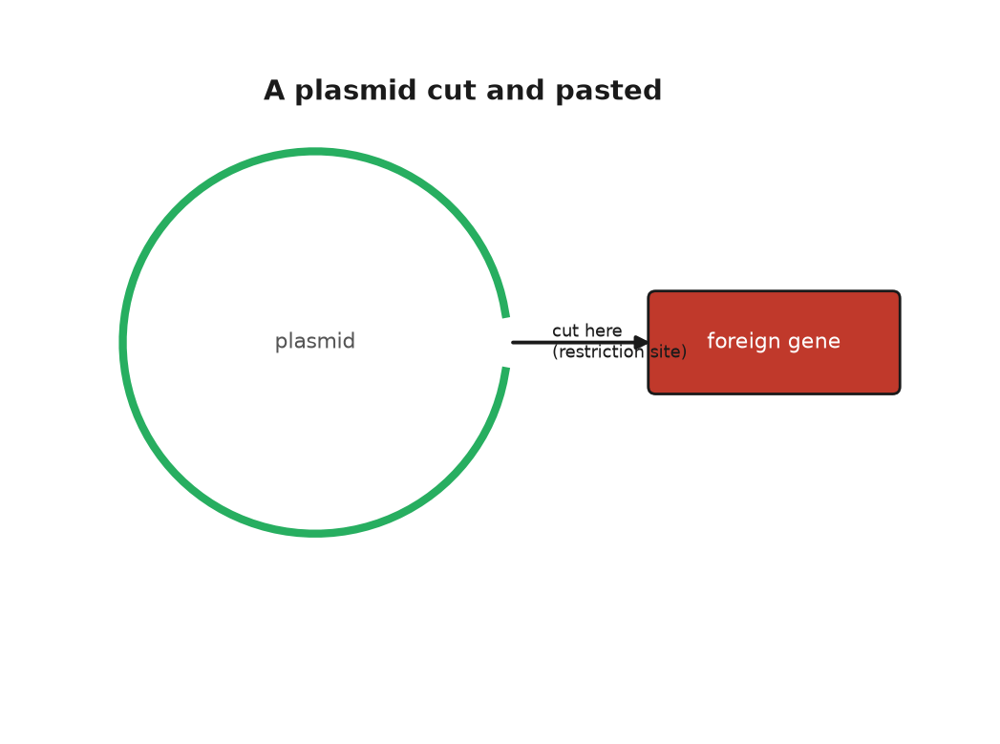 A plasmid cut and pasted
plasmid
cut here
(restriction site)
foreign gene